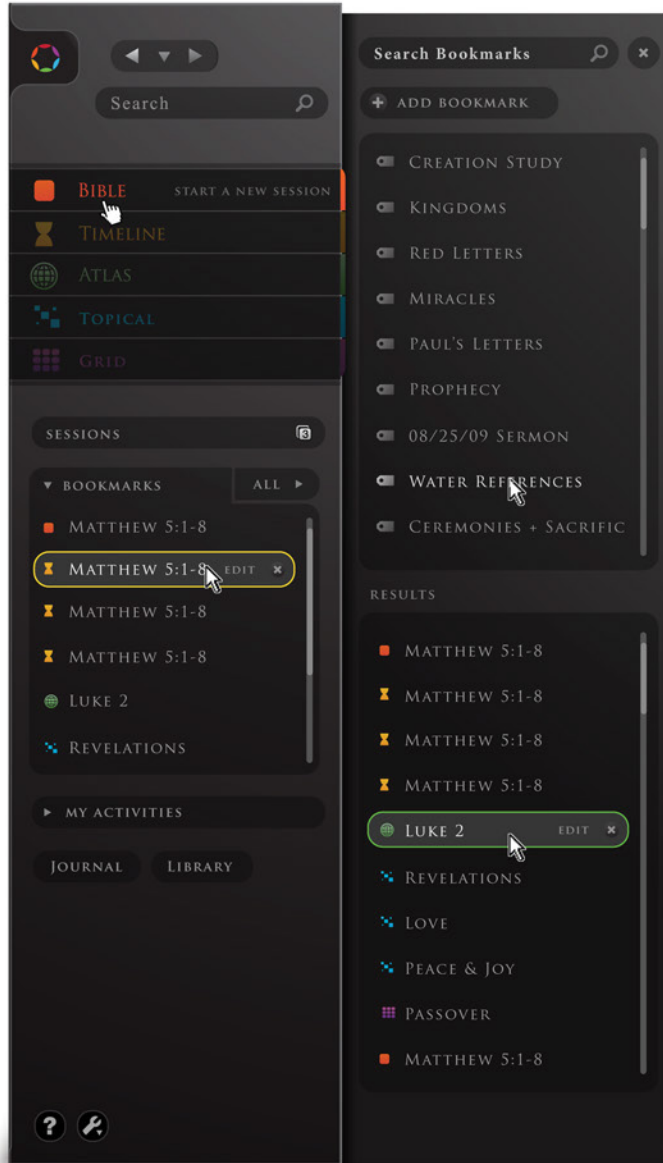 Search
BIBLE START A NEW SESSION
TIMELINE
ATLAS
TOPICAL
GRID
SESSIONS 3
BOOKMARKS ALL
MATTHEW 5:1-8
MATTHEW 5:1-8 EDIT
MATTHEW 5:1-8
MATTHEW 5:1-8
LUKE 2
REVELATIONS
MY ACTIVITIES
JOURNAL LIBRARY
?
Search Bookmarks
ADD BOOKMARK
CREATION STUDY
KINGDOMS
RED LETTERS
MIRACLES
PAUL'S LETTERS
PROPHECY
08/25/09 SERMON
WATER REFERENCES
CEREMONIES + SACRIFIC
RESULTS
MATTHEW 5:1-8
MATTHEW 5:1-8
MATTHEW 5:1-8
MATTHEW 5:1-8
LUKE 2 EDIT
REVELATIONS
LOVE
PEACE & JOY
PASSOVER
MATTHEW 5:1-8